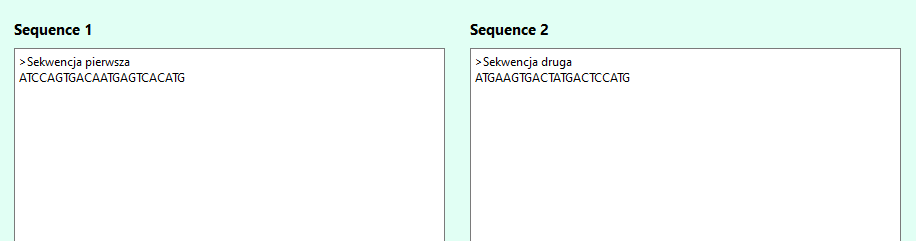 Sequence 1
>Sekwencja pierwsza
ATCCAGTGACAATGAGTCACATG
Sequence 2
>Sekwencja druga
ATGAAGTGACTATGACTCCATG